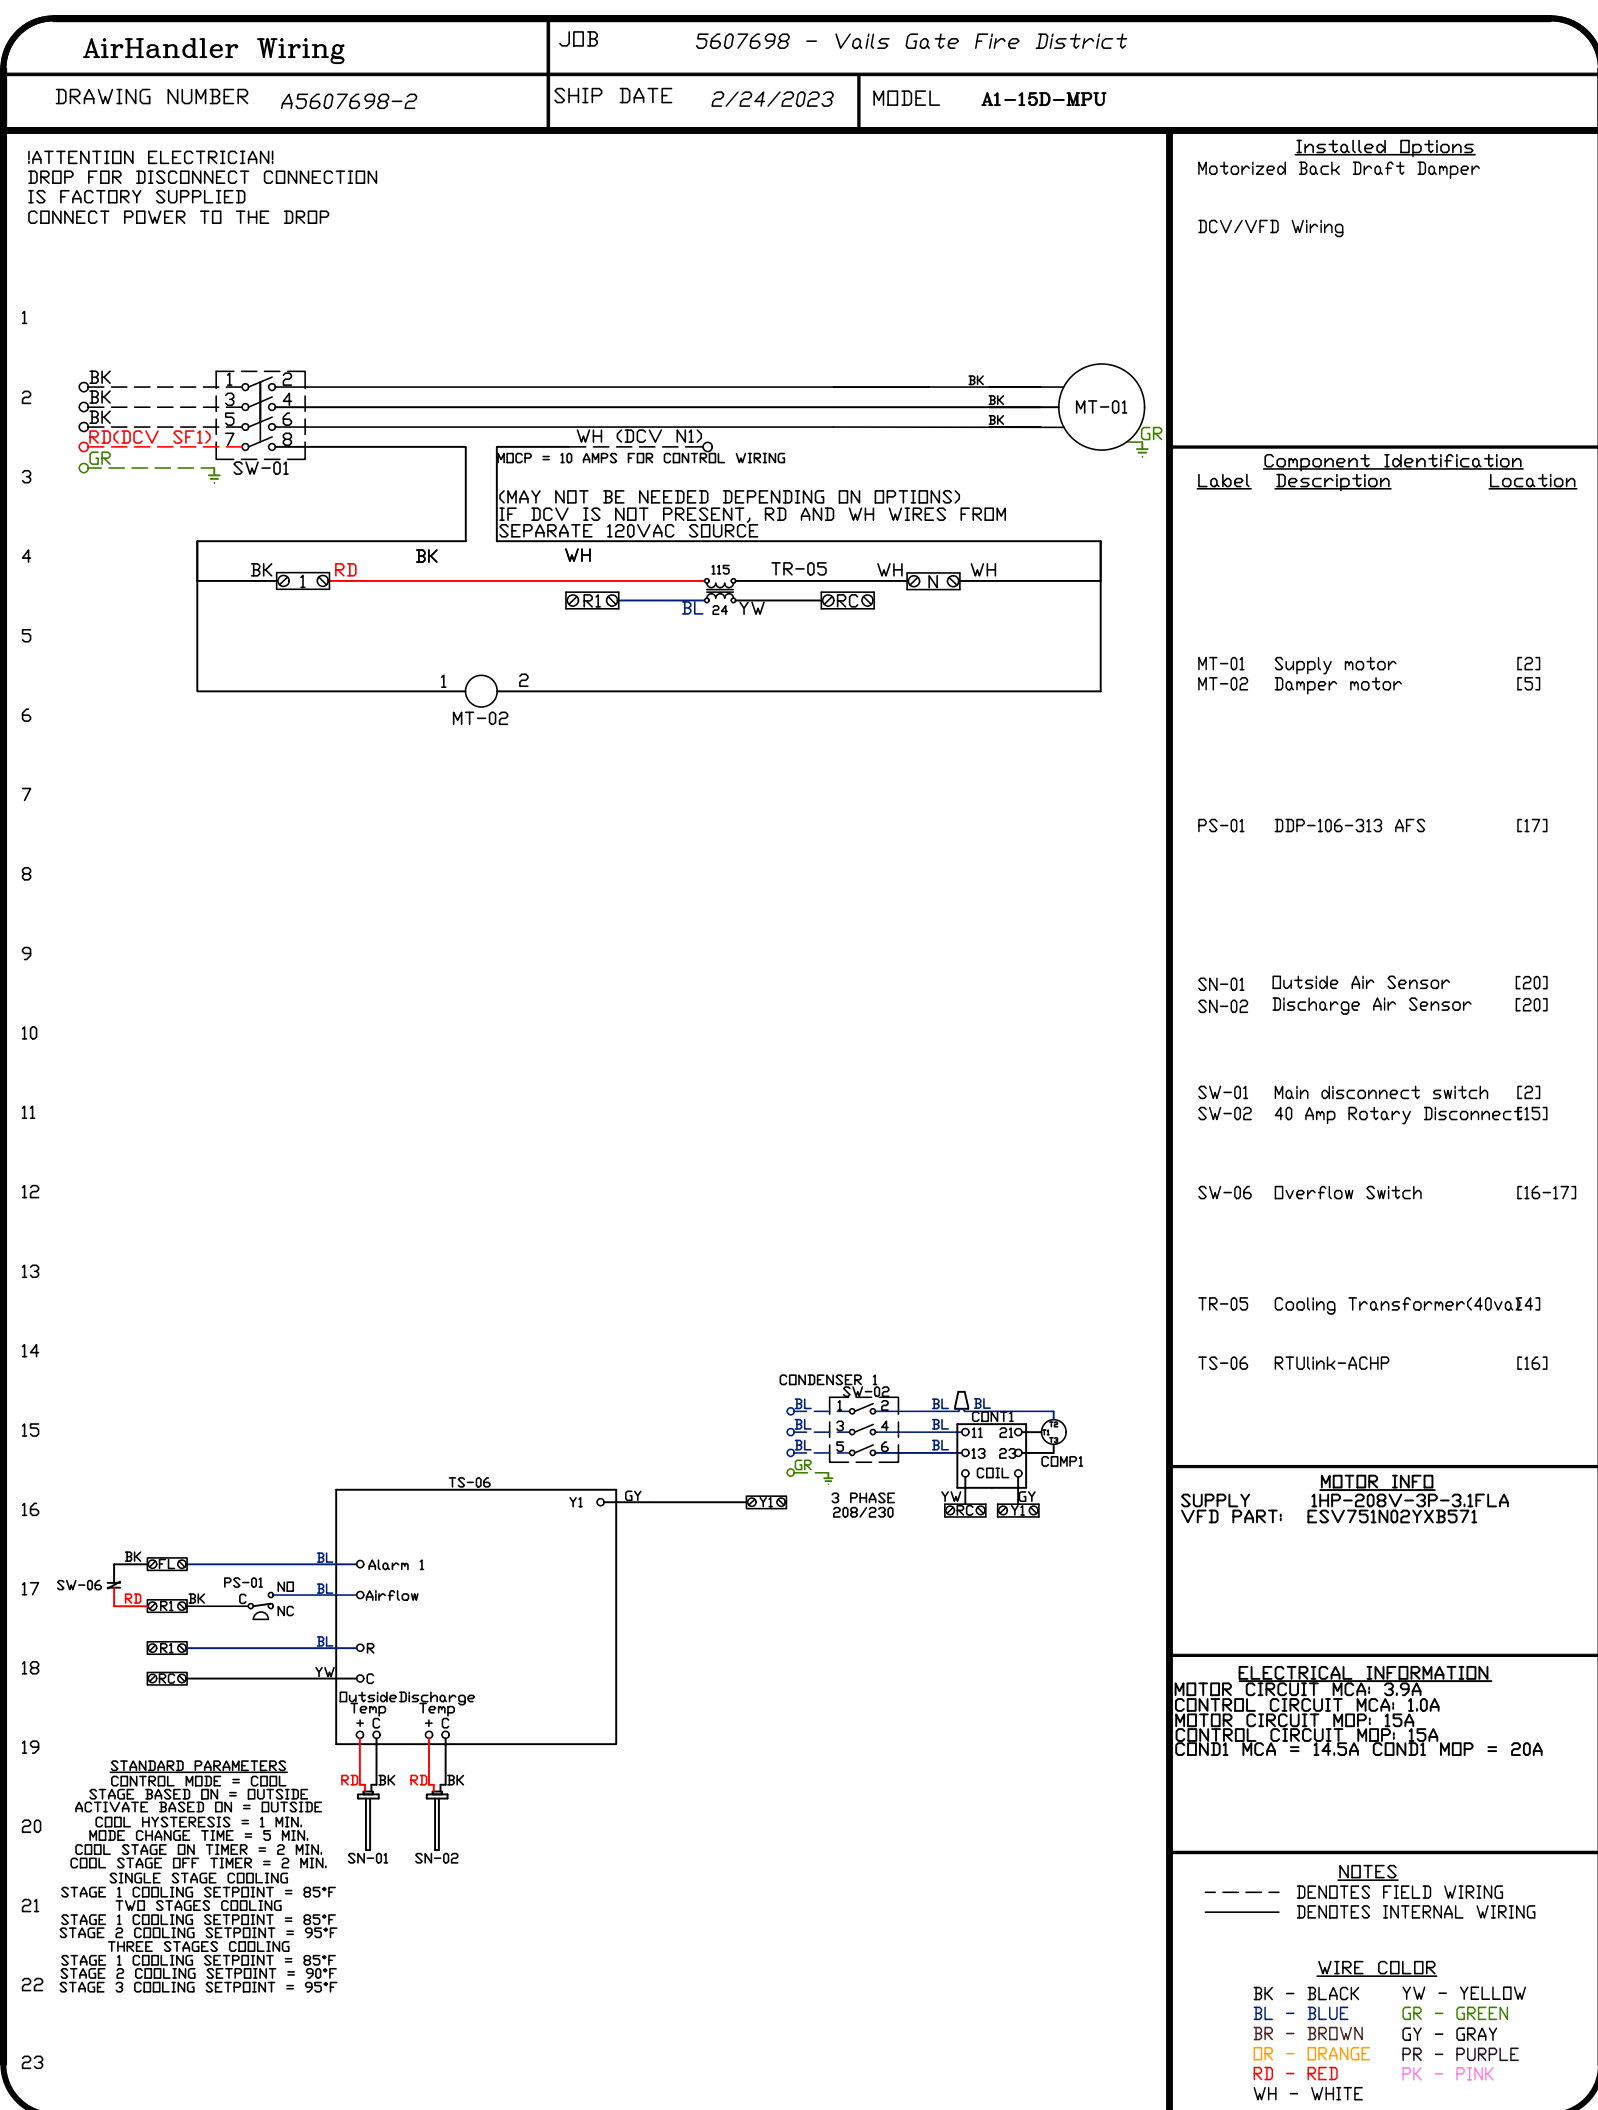 AirHandler Wiring
JOB 5607698 - Vails Gate Fire District
DRAWING NUMBER A5607698-2
SHIP DATE 2/24/2023
MODEL A1-15D-MPU
!ATTENTION ELECTRICIAN!
DROP FOR DISCONNECT CONNECTION
IS FACTORY SUPPLIED
CONNECT POWER TO THE DROP
1
2
3
4
5
6
7
8
9
10
11
12
13
14
15
16
17
18
19
20
21
22
23
BK
BK
BK
RD(DCV SF1)
GR
1 2
3 4
5 6
7 8
SW-01
BK
BK
BK
MT-01
GR
WH (DCV N1)
MOCP = 10 AMPS FOR CONTROL WIRING
(MAY NOT BE NEEDED DEPENDING ON OPTIONS)
IF DCV IS NOT PRESENT, RD AND WH WIRES FROM
SEPARATE 120VAC SOURCE
BK WH
BK 1 RD 115 TR-05 WH N WH
R1 BL 24 YW RC
1 2
MT-02
CONDENSER 1
SW-02
BL 1 2 BL BL
CONT1
BL 3 4 BL 11 21
BL 5 6 BL 13 23
T2
T1
T3
COMP1
GR COIL
3 PHASE
208/230
YW GY
RC Y1
TS-06
Y1 GY Y1
BK FL BL Alarm 1
SW-06
PS-01 NO BL Airflow
RD R1 BK C NC
R1 BL R
RC YW C
Outside Discharge
Temp Temp
+ C + C
RD BK RD BK
SN-01 SN-02
STANDARD PARAMETERS
CONTROL MODE = COOL
STAGE BASED ON = OUTSIDE
ACTIVATE BASED ON = OUTSIDE
COOL HYSTERESIS = 1 MIN.
MODE CHANGE TIME = 5 MIN.
COOL STAGE ON TIMER = 2 MIN.
COOL STAGE OFF TIMER = 2 MIN.
SINGLE STAGE COOLING
STAGE 1 COOLING SETPOINT = 85°F
TWO STAGES COOLING
STAGE 1 COOLING SETPOINT = 85°F
STAGE 2 COOLING SETPOINT = 95°F
THREE STAGES COOLING
STAGE 1 COOLING SETPOINT = 85°F
STAGE 2 COOLING SETPOINT = 90°F
STAGE 3 COOLING SETPOINT = 95°F
Installed Options
Motorized Back Draft Damper
DCV/VFD Wiring
Component Identification
Label Description Location
MT-01 Supply motor [2]
MT-02 Damper motor [5]
PS-01 DDP-106-313 AFS [17]
SN-01 Outside Air Sensor [20]
SN-02 Discharge Air Sensor [20]
SW-01 Main disconnect switch [2]
SW-02 40 Amp Rotary Disconnect [15]
SW-06 Overflow Switch [16-17]
TR-05 Cooling Transformer(40va) [4]
TS-06 RTUlink-ACHP [16]
MOTOR INFO
SUPPLY 1HP-208V-3P-3.1FLA
VFD PART: ESV751N02YXB571
ELECTRICAL INFORMATION
MOTOR CIRCUIT MCA: 3.9A
CONTROL CIRCUIT MCA: 1.0A
MOTOR CIRCUIT MOP: 15A
CONTROL CIRCUIT MOP: 15A
COND1 MCA = 14.5A COND1 MOP = 20A
NOTES
DENOTES FIELD WIRING
DENOTES INTERNAL WIRING
WIRE COLOR
BK - BLACK YW - YELLOW
BL - BLUE GR - GREEN
BR - BROWN GY - GRAY
OR - ORANGE PR - PURPLE
RD - RED PK - PINK
WH - WHITE